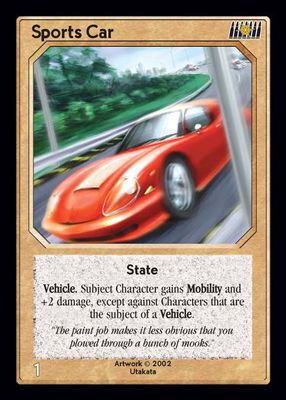 Sports Car
State
Vehicle. Subject Character gains Mobility and
+2 damage, except against Characters that are
the subject of a Vehicle.
"The paint job makes it less obvious that you
plowed through a bunch of mooks."
Artwork © 2002
Utakata
1